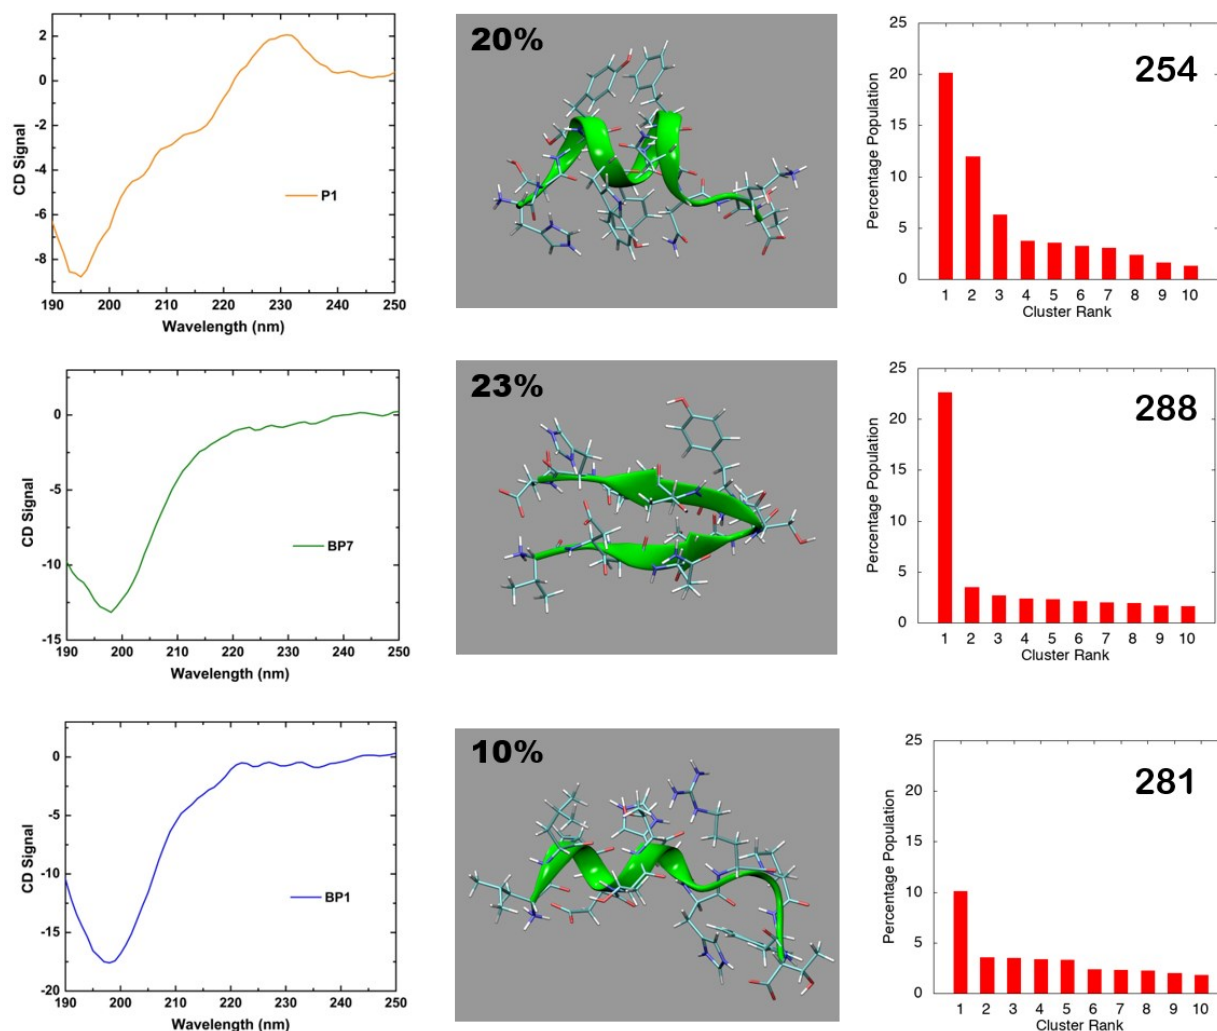 CD Signal
2
0
-2
-4
-6
-8
P1
190 200 210 220 230 240 250
Wavelength (nm)
20%
254
Percentage Population
25
20
15
10
5
0
1 2 3 4 5 6 7 8 9 10
Cluster Rank
CD Signal
0
-5
-10
-15
BP7
190 200 210 220 230 240 250
Wavelength (nm)
23%
288
Percentage Population
25
20
15
10
5
0
1 2 3 4 5 6 7 8 9 10
Cluster Rank
CD Signal
0
-5
-10
-15
-20
BP1
190 200 210 220 230 240 250
Wavelength (nm)
10%
281
Percentage Population
25
20
15
10
5
0
1 2 3 4 5 6 7 8 9 10
Cluster Rank